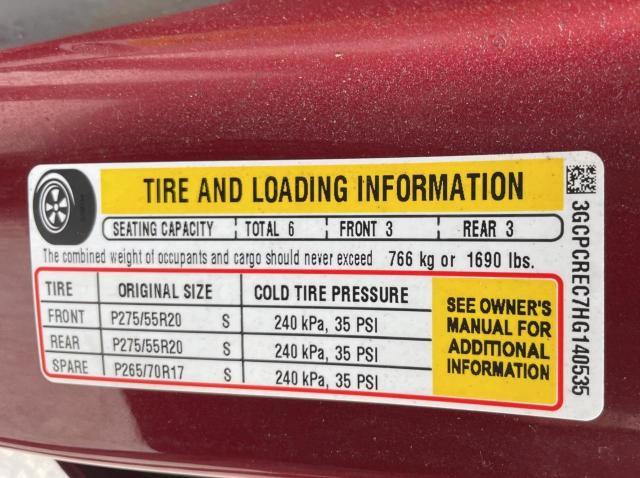 TIRE AND LOADING INFORMATION
SEATING CAPACITY TOTAL 6 FRONT 3 REAR 3
The combined weight of occupants and cargo should never exceed 766 kg or 1690 lbs.
TIRE ORIGINAL SIZE COLD TIRE PRESSURE
FRONT P275/55R20 S 240 kPa, 35 PSI
REAR P275/55R20 S 240 kPa, 35 PSI
SPARE P265/70R17 S 240 kPa, 35 PSI
SEE OWNER'S
MANUAL FOR
ADDITIONAL
INFORMATION
3GCPCREC7HG140535